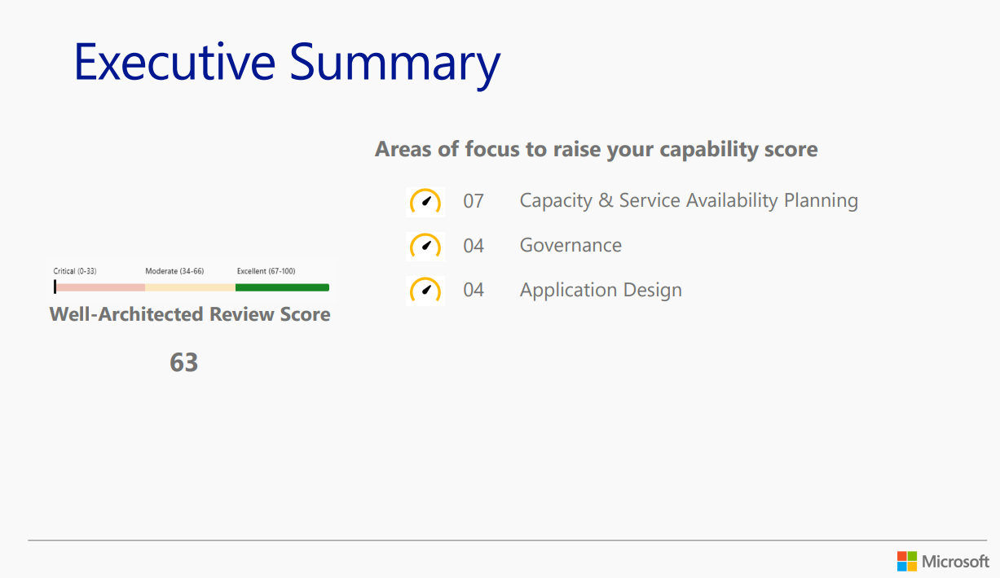 Executive Summary
Areas of focus to raise your capability score
07 Capacity & Service Availability Planning
04 Governance
04 Application Design
Critical (0-33) Moderate (34-66) Excellent (67-100)
Well-Architected Review Score
63
Microsoft